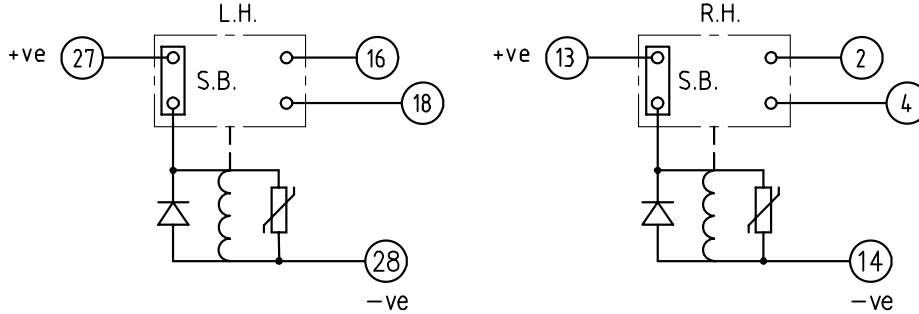 L.H.
+ve 27 16
S.B.
18
28
−ve
R.H.
+ve 13 2
S.B.
4
14
−ve